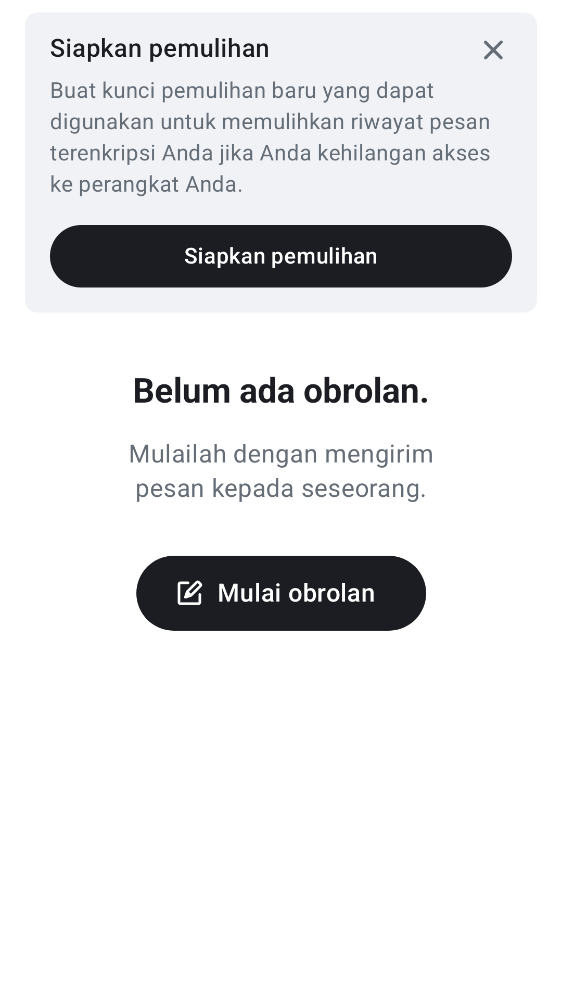 Siapkan pemulihan
Buat kunci pemulihan baru yang dapat
digunakan untuk memulihkan riwayat pesan
terenkripsi Anda jika Anda kehilangan akses
ke perangkat Anda.
Siapkan pemulihan
Belum ada obrolan.
Mulailah dengan mengirim
pesan kepada seseorang.
Mulai obrolan